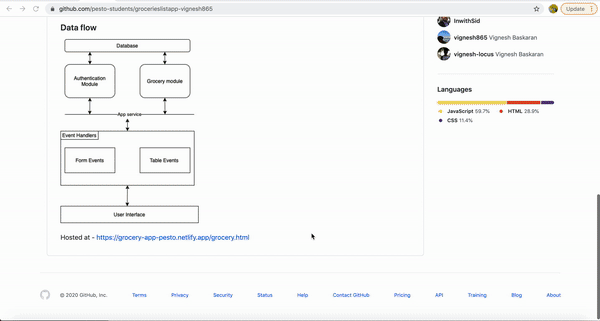 github.com/pesto-students/grocerieslistapp-vignesh865
Update
Data flow
Database
Authentication
Module
Grocery module
App service
Event Handlers
Form Events
Table Events
User Interface
Hosted at - https://grocery-app-pesto.netlify.app/grocery.html
InwithSid
vignesh865 Vignesh Baskaran
vignesh-locus Vignesh Baskaran
Languages
JavaScript 59.7%
HTML 28.9%
CSS 11.4%
© 2020 GitHub, Inc.
Terms
Privacy
Security
Status
Help
Contact GitHub
Pricing
API
Training
Blog
About